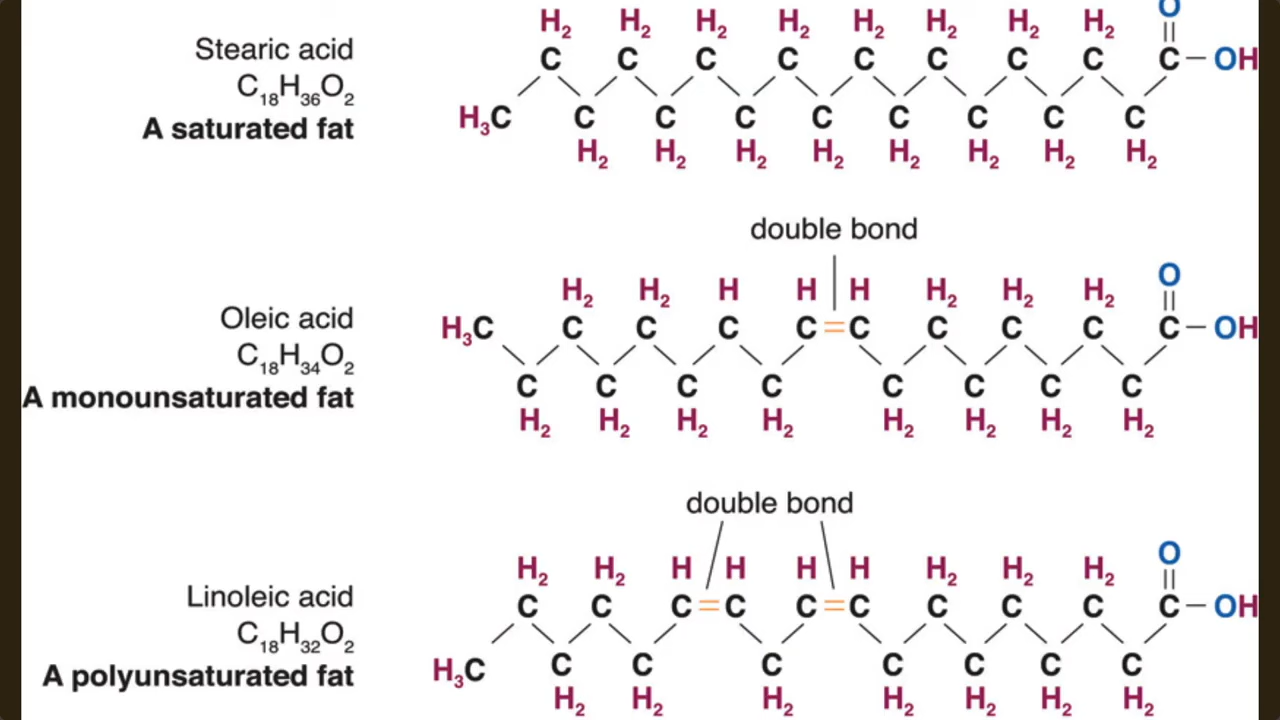 H₂ H₂ H₂ H₂ H₂ H₂ H₂ H₂ O
Stearic acid C C C C C C C C C–OH
C₁₈H₃₆O₂
A saturated fat H₃C C C C C C C C C
H₂ H₂ H₂ H₂ H₂ H₂ H₂ H₂
double bond
H₂ H₂ H H H H₂ H₂ H₂ O
Oleic acid H₃C C C C C=C C C C C–OH
C₁₈H₃₄O₂
A monounsaturated fat C C C C C C C C
H₂ H₂ H₂ H₂ H₂ H₂ H₂ H₂
double bond
H₂ H₂ H H H H H₂ H₂ H₂ O
Linoleic acid C C C=C C=C C C C C–OH
C₁₈H₃₂O₂
A polyunsaturated fat H₃C C C C C C C C
H₂ H₂ H₂ H₂ H₂ H₂ H₂